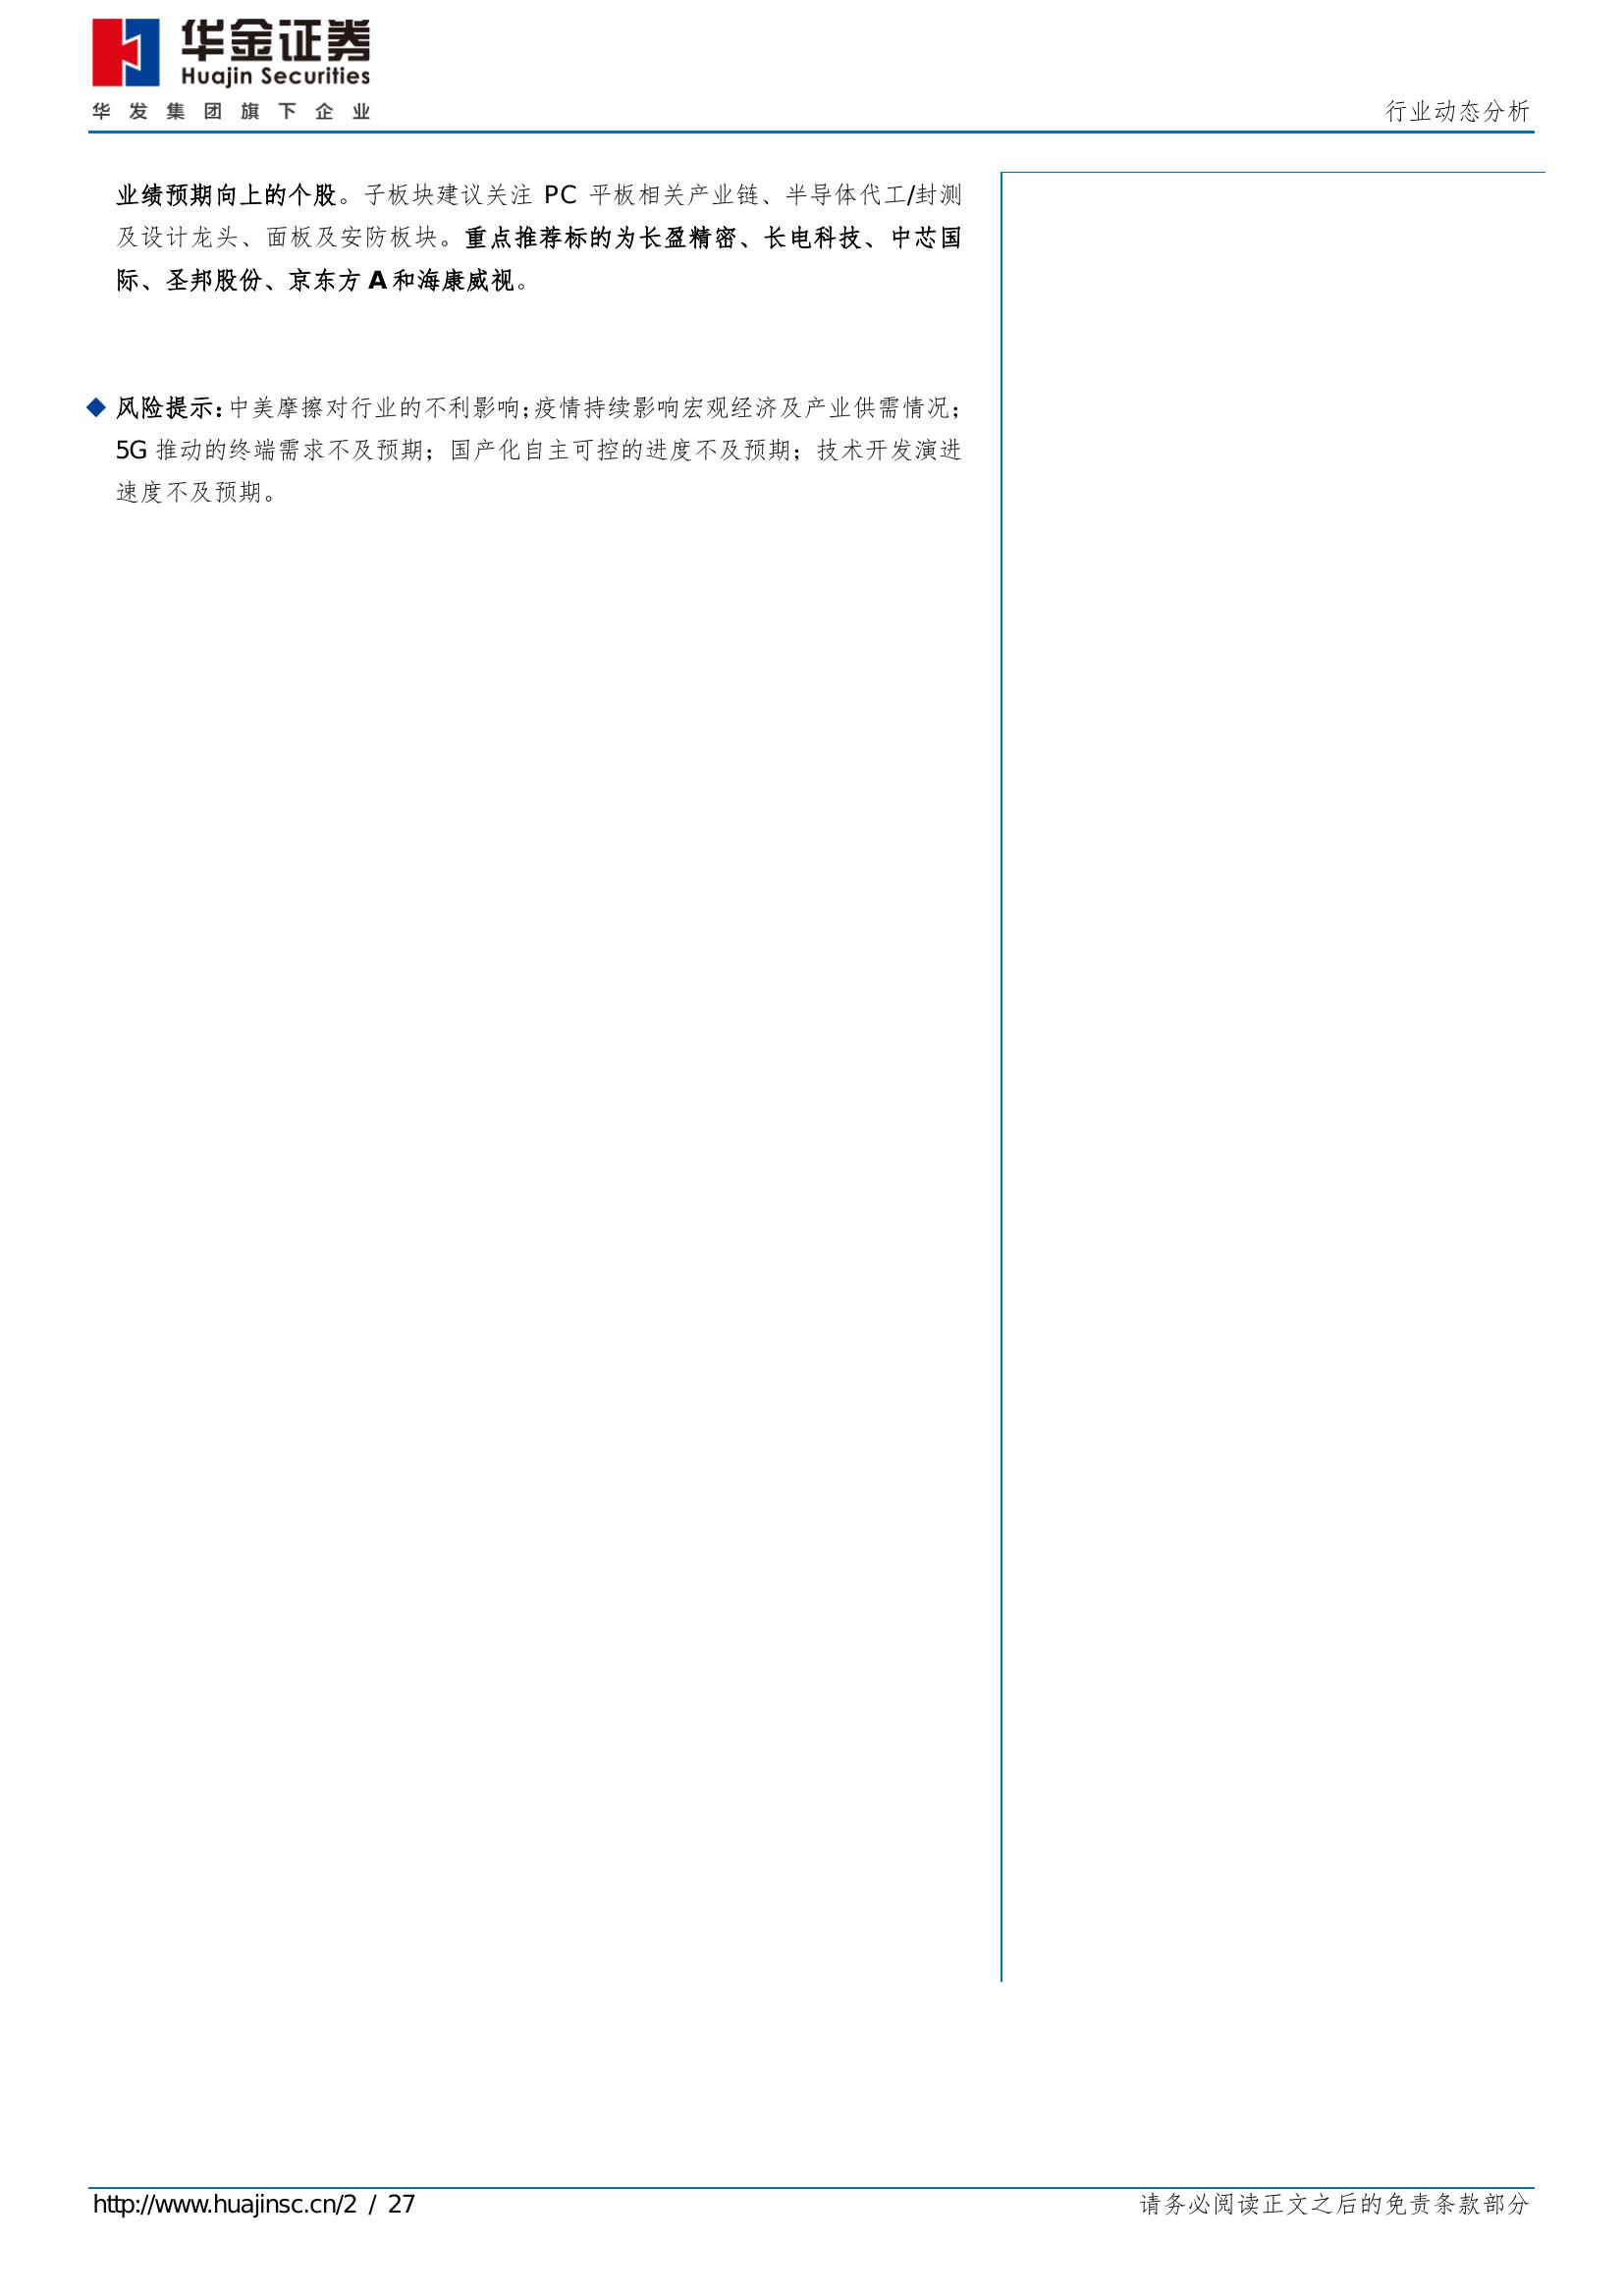 华金证券
Huajin Securities
华发集团旗下企业
行业动态分析
业绩预期向上的个股。子板块建议关注 PC 平板相关产业链、半导体代工/封测
及设计龙头、面板及安防板块。重点推荐标的为长盈精密、长电科技、中芯国
际、圣邦股份、京东方 A 和海康威视。
◆ 风险提示：中美摩擦对行业的不利影响；疫情持续影响宏观经济及产业供需情况；
5G 推动的终端需求不及预期；国产化自主可控的进度不及预期；技术开发演进
速度不及预期。
http://www.huajinsc.cn/2 / 27
请务必阅读正文之后的免责条款部分